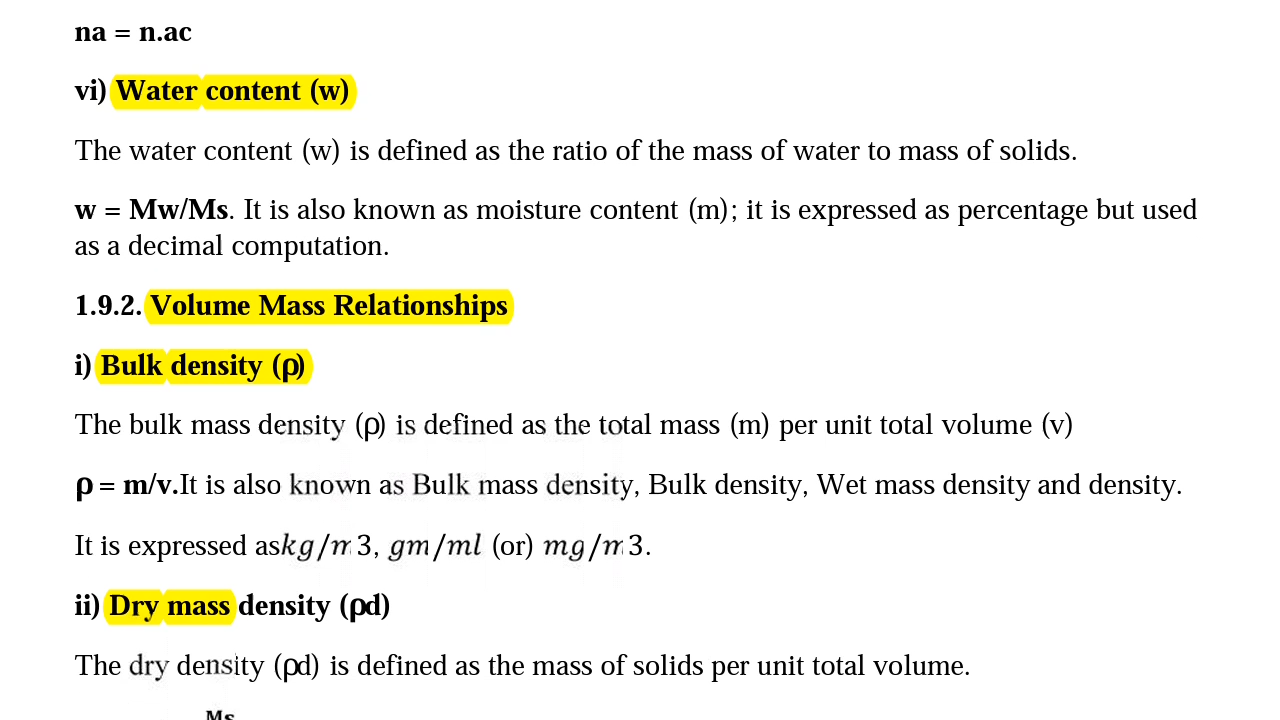 na = n.ac
vi) Water content (w)
The water content (w) is defined as the ratio of the mass of water to mass of solids.
w = Mw/Ms. It is also known as moisture content (m); it is expressed as percentage but used
as a decimal computation.
1.9.2. Volume Mass Relationships
i) Bulk density (ρ)
The bulk mass density (ρ) is defined as the total mass (m) per unit total volume (v)
ρ = m/v.It is also known as Bulk mass density, Bulk density, Wet mass density and density.
It is expressed as𝑘𝑔/𝑚3, 𝑔𝑚/𝑚𝑙 (or) 𝑚𝑔/𝑚3.
ii) Dry mass density (ρd)
The dry density (ρd) is defined as the mass of solids per unit total volume.
Ms